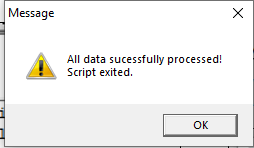 Message
All data sucessfully processed!
Script exited.
OK